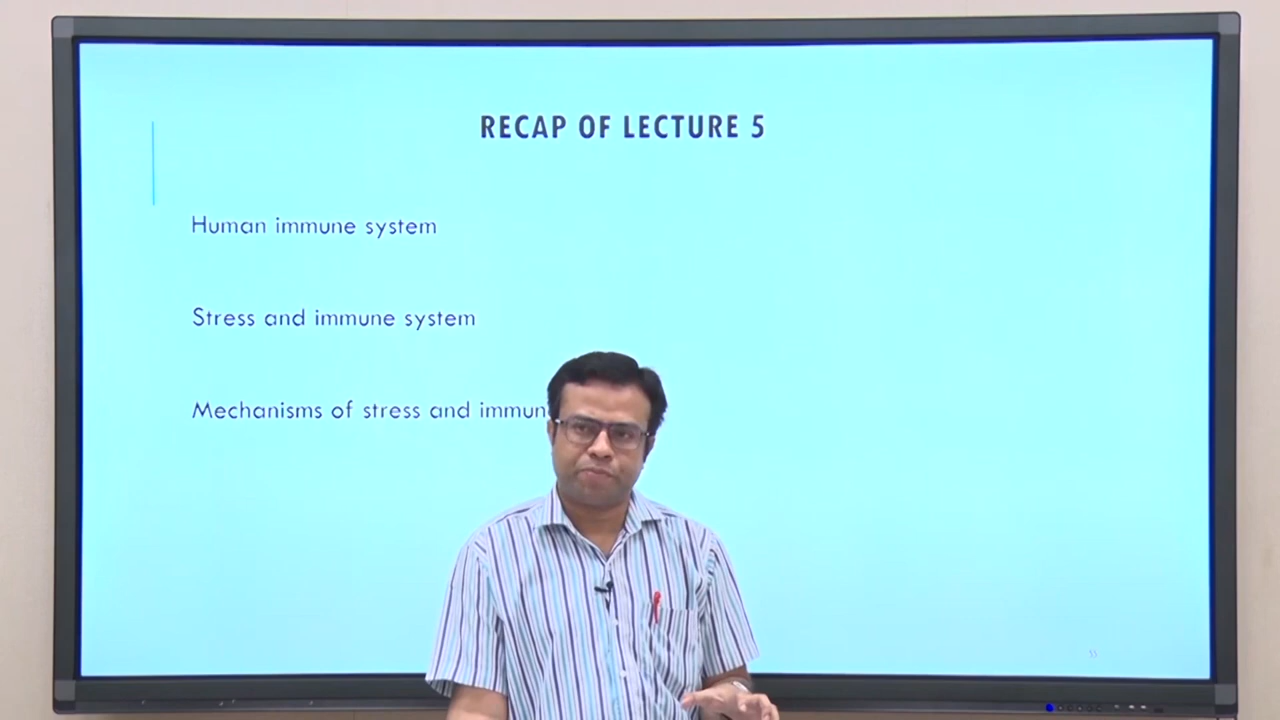 RECAP OF LECTURE 5
Human immune system
Stress and immune system
Mechanisms of stress and immun